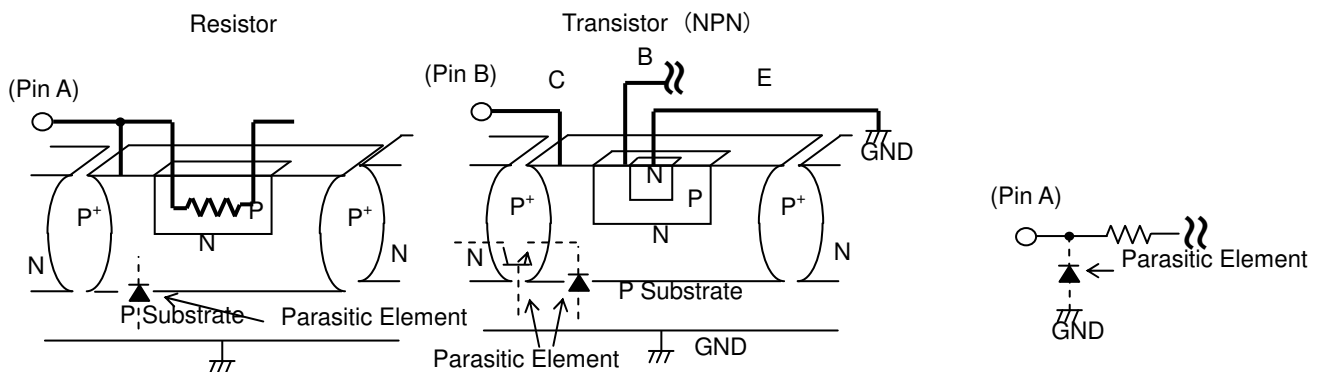 Resistor
(Pin A)
P+
P
P+
N
N
N
P Substrate
Parasitic Element
Transistor (NPN)
(Pin B)
C
B
E
GND
N
P+
P
P+
N
N
N
P Substrate
Parasitic Element
GND
(Pin A)
Parasitic Element
GND